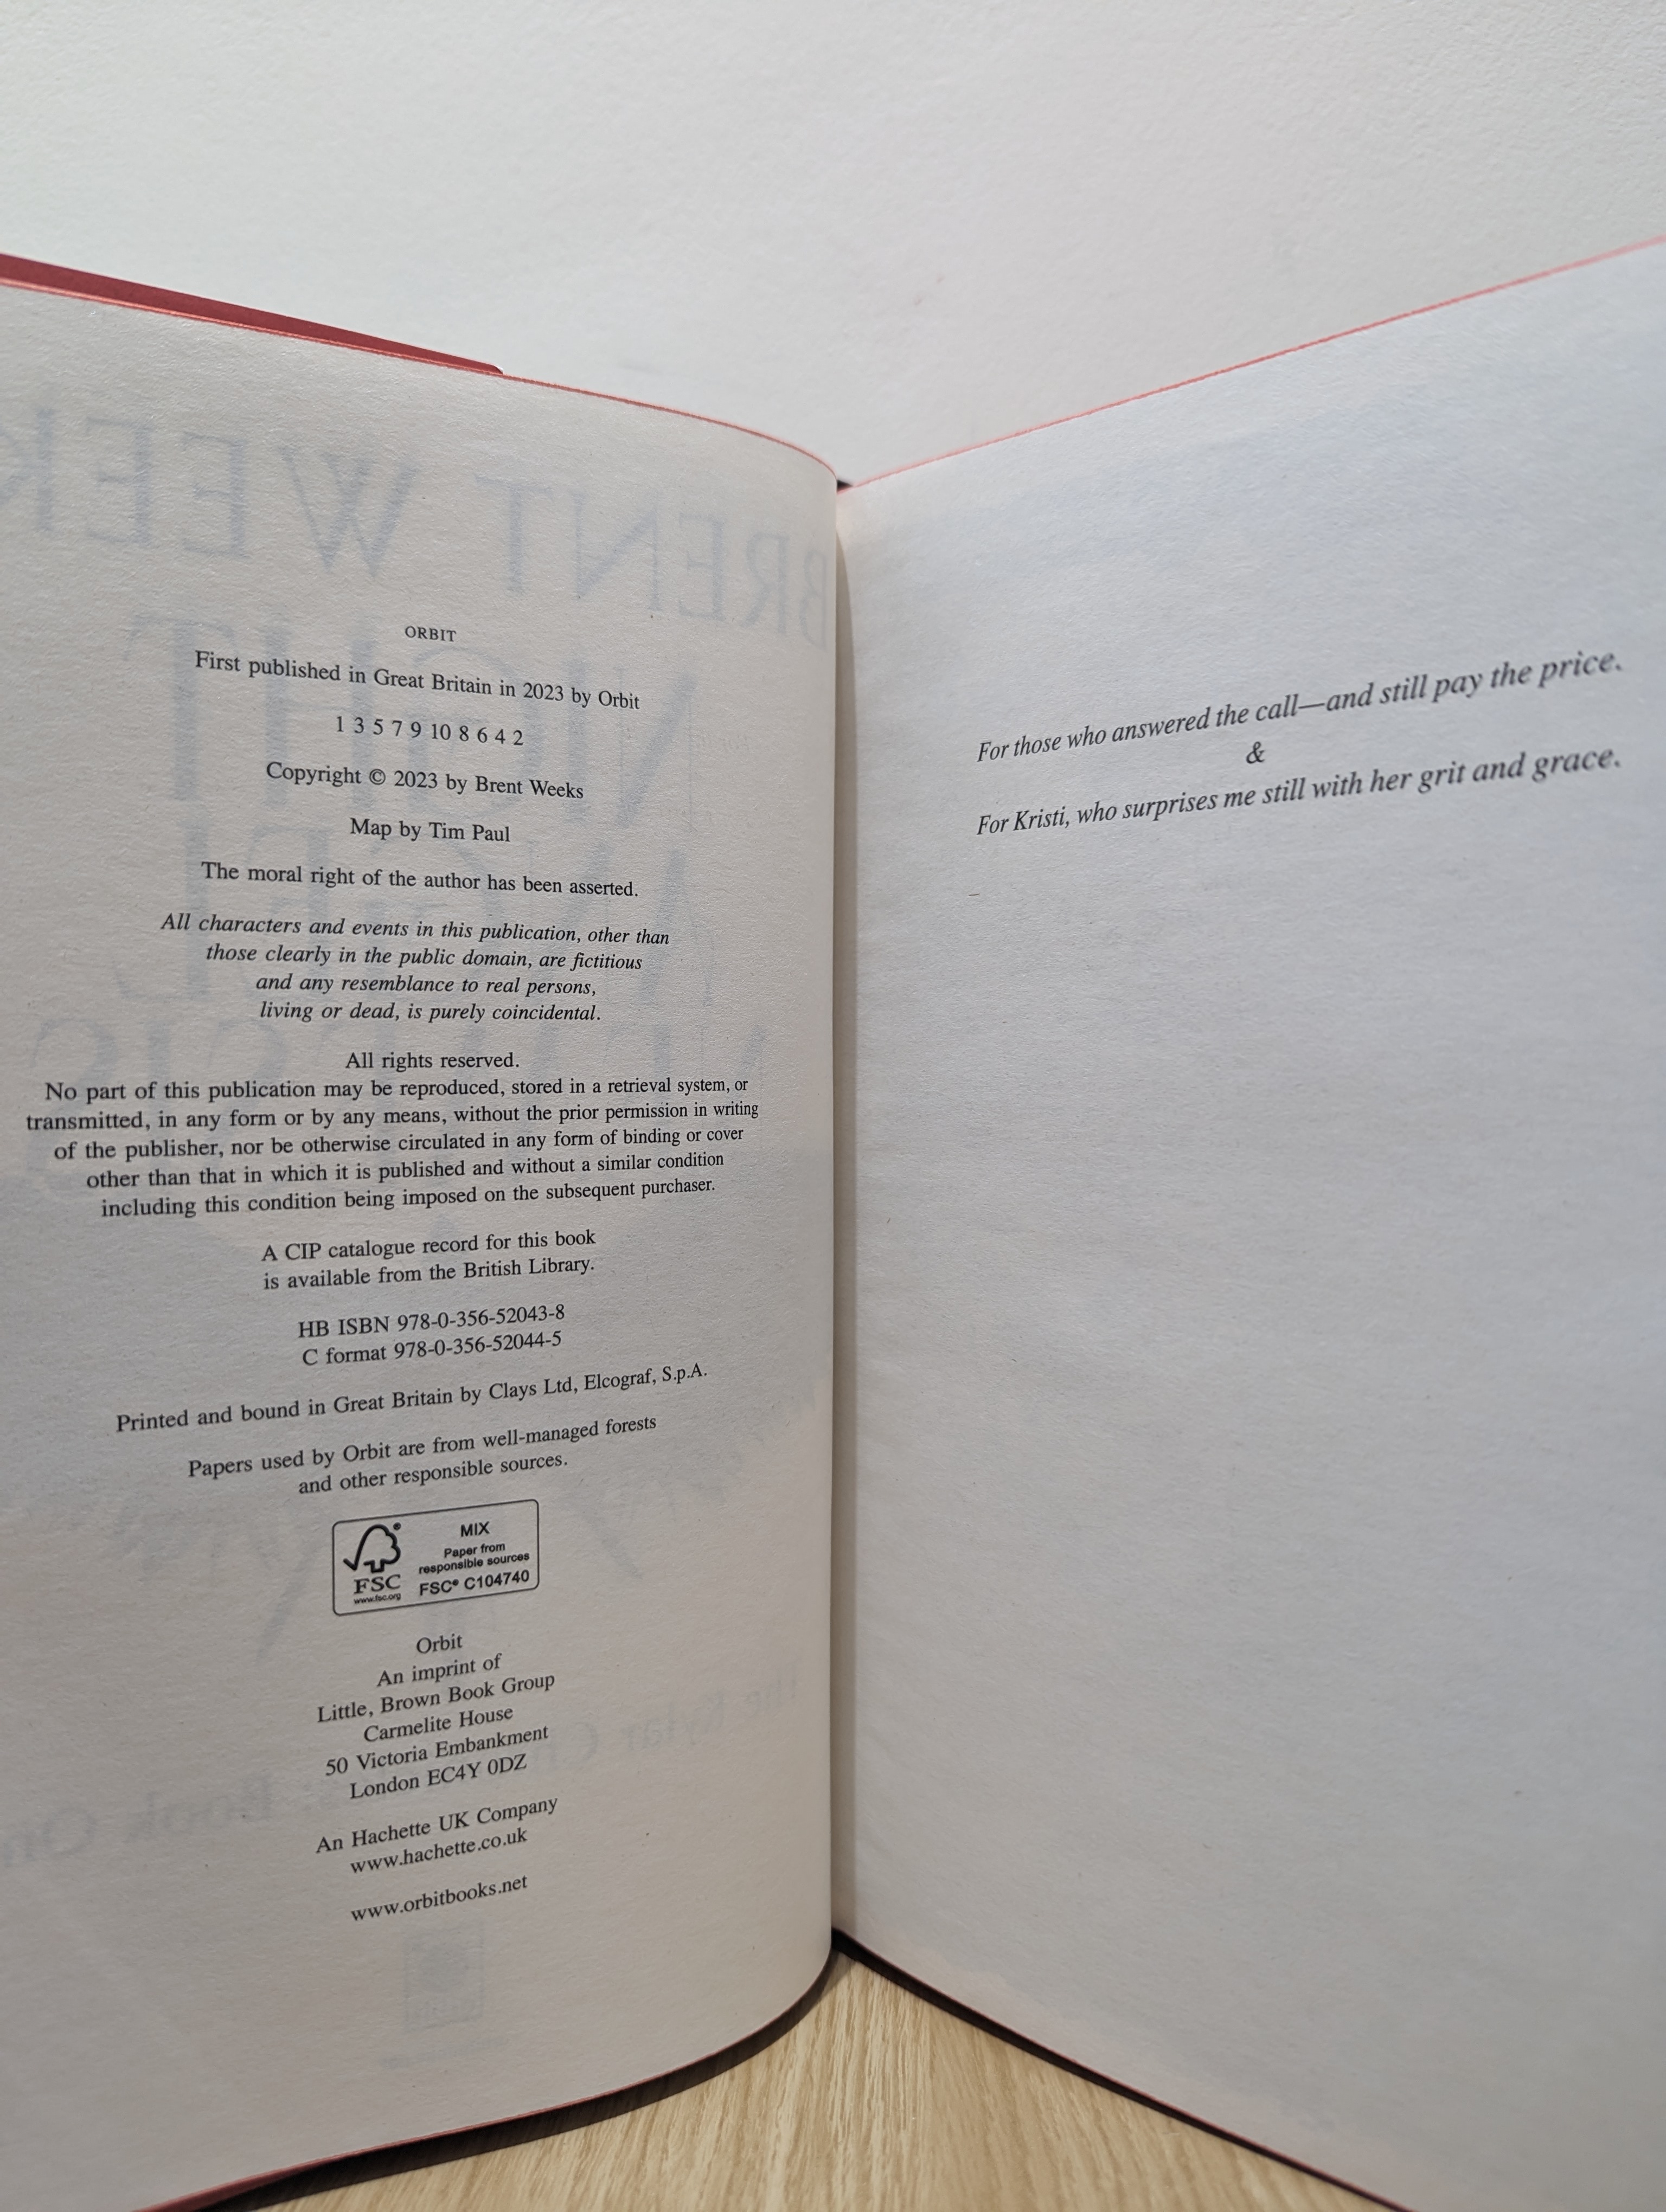 ORBIT
First published in Great Britain in 2023 by Orbit
1 3 5 7 9 10 8 6 4 2
Copyright © 2023 by Brent Weeks
Map by Tim Paul
The moral right of the author has been asserted.
All characters and events in this publication, other than
those clearly in the public domain, are fictitious
and any resemblance to real persons,
living or dead, is purely coincidental.
All rights reserved.
No part of this publication may be reproduced, stored in a retrieval system, or
transmitted, in any form or by any means, without the prior permission in writing
of the publisher, nor be otherwise circulated in any form of binding or cover
other than that in which it is published and without a similar condition
including this condition being imposed on the subsequent purchaser.
A CIP catalogue record for this book
is available from the British Library.
HB ISBN 978-0-356-52043-8
C format 978-0-356-52044-5
Printed and bound in Great Britain by Clays Ltd, Elcograf, S.p.A.
Papers used by Orbit are from well-managed forests
and other responsible sources.
MIX
Paper from
responsible sources
FSC® C104740
FSC
www.fsc.org
Orbit
An imprint of
Little, Brown Book Group
Carmelite House
50 Victoria Embankment
London EC4Y 0DZ
An Hachette UK Company
www.hachette.co.uk
www.orbitbooks.net
For those who answered the call—and still pay the price.
&
For Kristi, who surprises me still with her grit and grace.